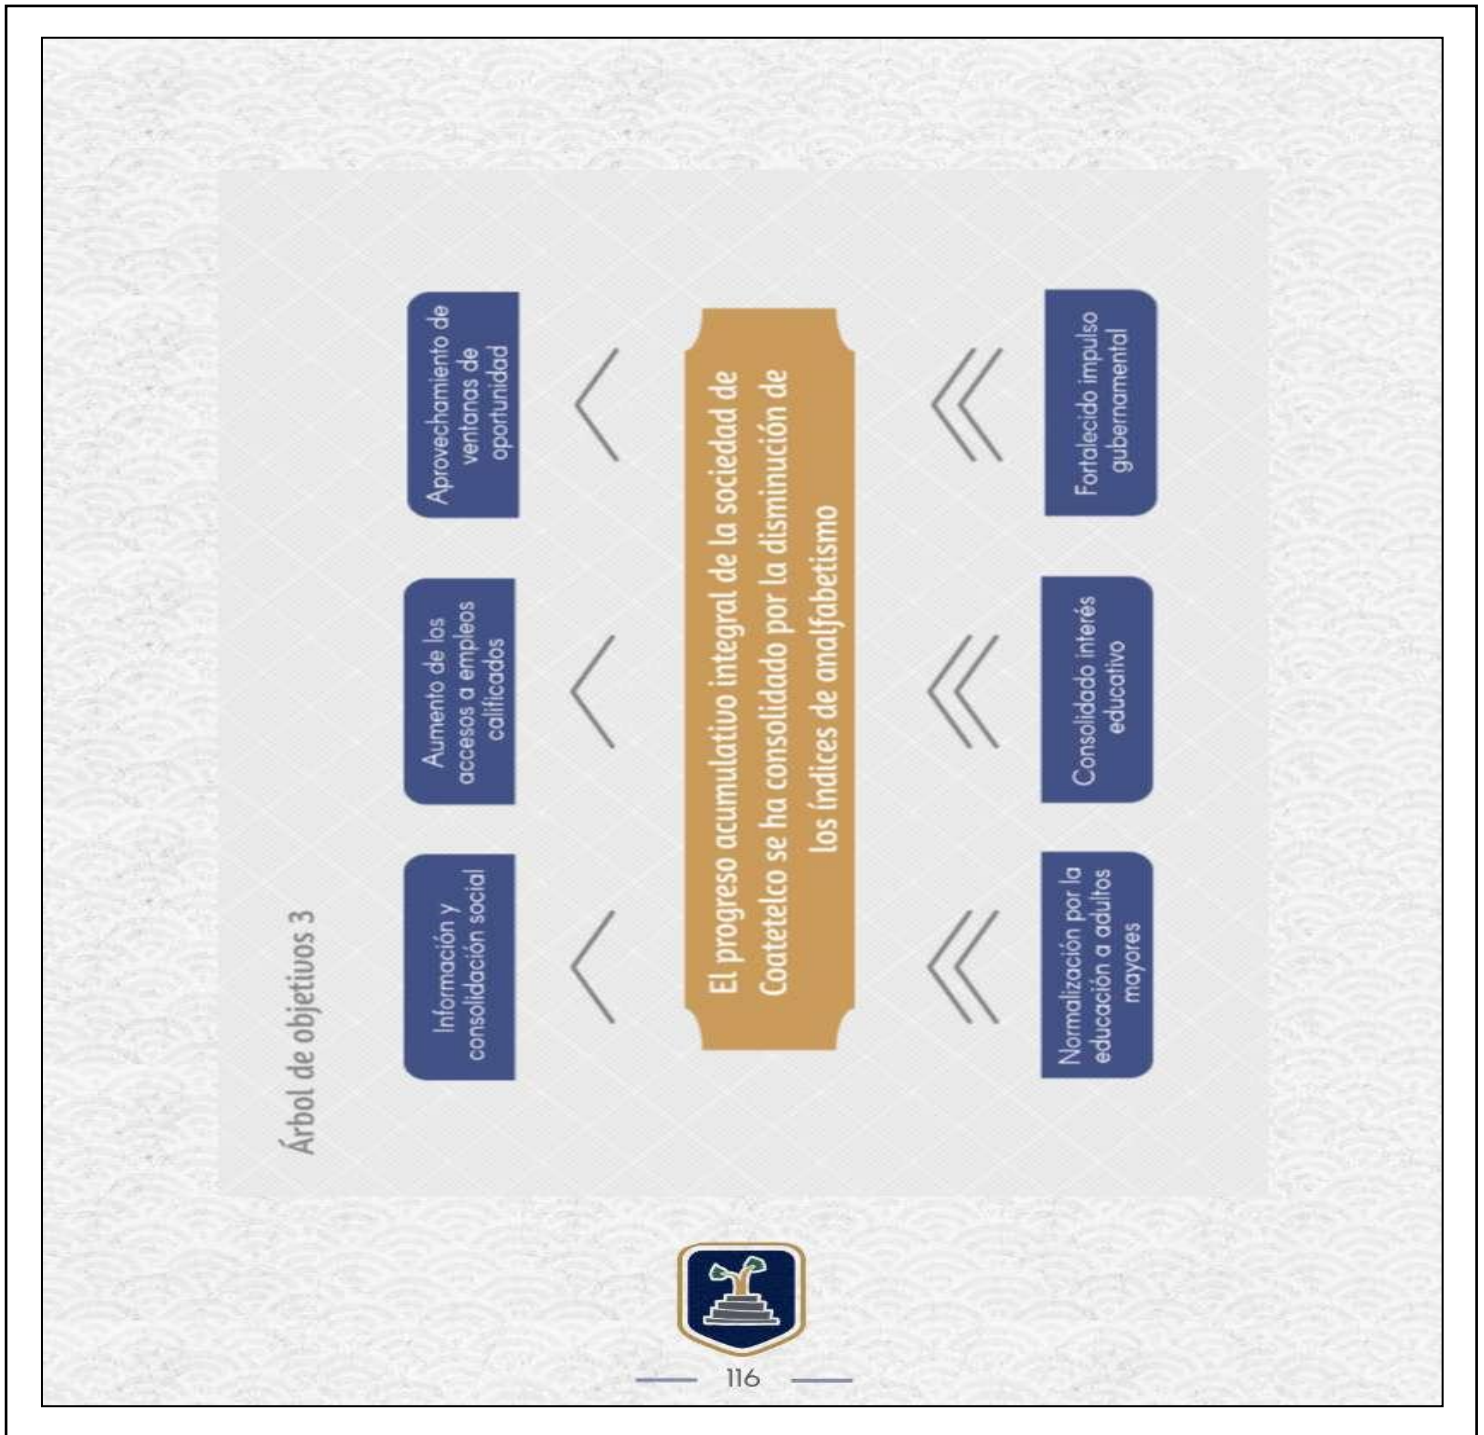 Árbol de objetivos 3
Información y
consolidación social
Aumento de los
accesos a empleos
calificados
Aprovechamiento de
ventanas de
oportunidad
El progreso acumulativo integral de la sociedad de
Coatetelco se ha consolidado por la disminución de
los índices de analfabetismo
Normalización por la
educación a adultos
mayores
Consolidado interés
educativo
Fortalecido impulso
gubernamental
116